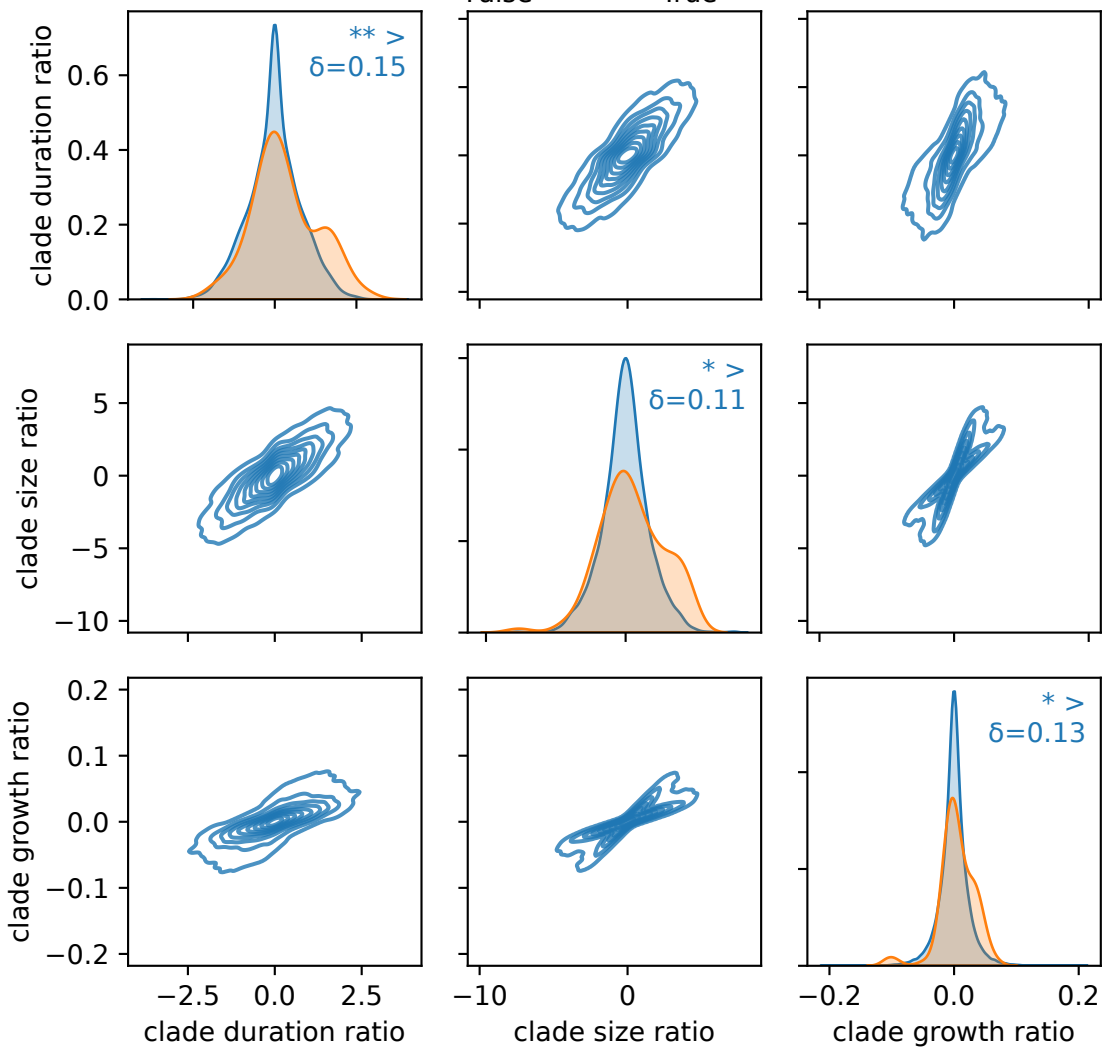 True
clade duration ratio
0.6
0.4
0.2
0.0
** >
δ=0.15
clade size ratio
5
0
−5
−10
* >
δ=0.11
clade growth ratio
0.2
0.1
0.0
−0.1
−0.2
* >
δ=0.13
−2.5
0.0
2.5
−10
0
−0.2
0.0
0.2
clade duration ratio
clade size ratio
clade growth ratio